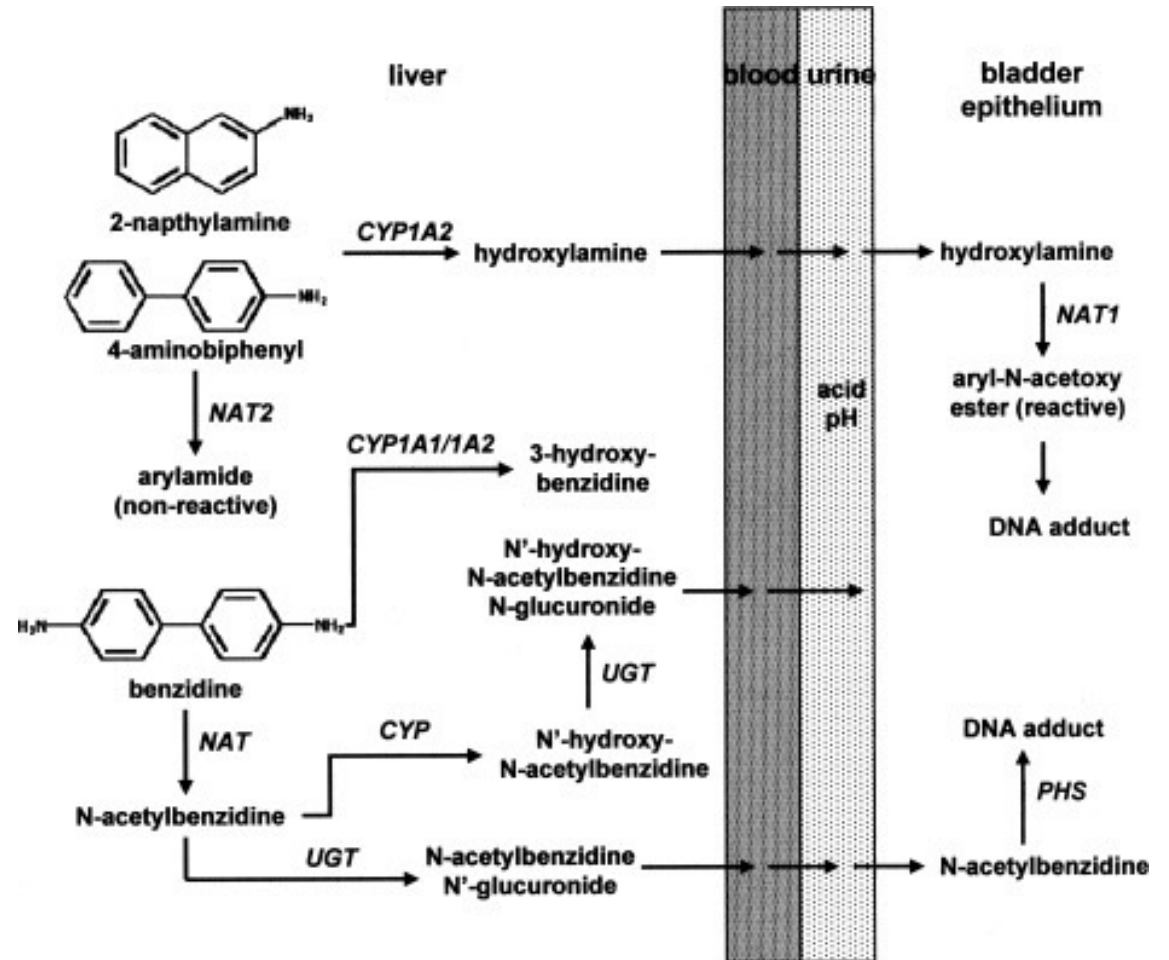 liver
blood
urine
bladder
epithelium
NH₂
2-napthylamine
CYP1A2
hydroxylamine
hydroxylamine
NH₂
4-aminobiphenyl
NAT1
NAT2
aryl-N-acetoxy
ester (reactive)
acid
pH
CYP1A1/1A2
arylamide
(non-reactive)
3-hydroxy-
benzidine
DNA adduct
N'-hydroxy-
N-acetylbenzidine
N-glucuronide
H₂N
NH₂
benzidine
UGT
NAT
CYP
N'-hydroxy-
N-acetylbenzidine
DNA adduct
PHS
N-acetylbenzidine
UGT
N-acetylbenzidine
N'-glucuronide
N-acetylbenzidine